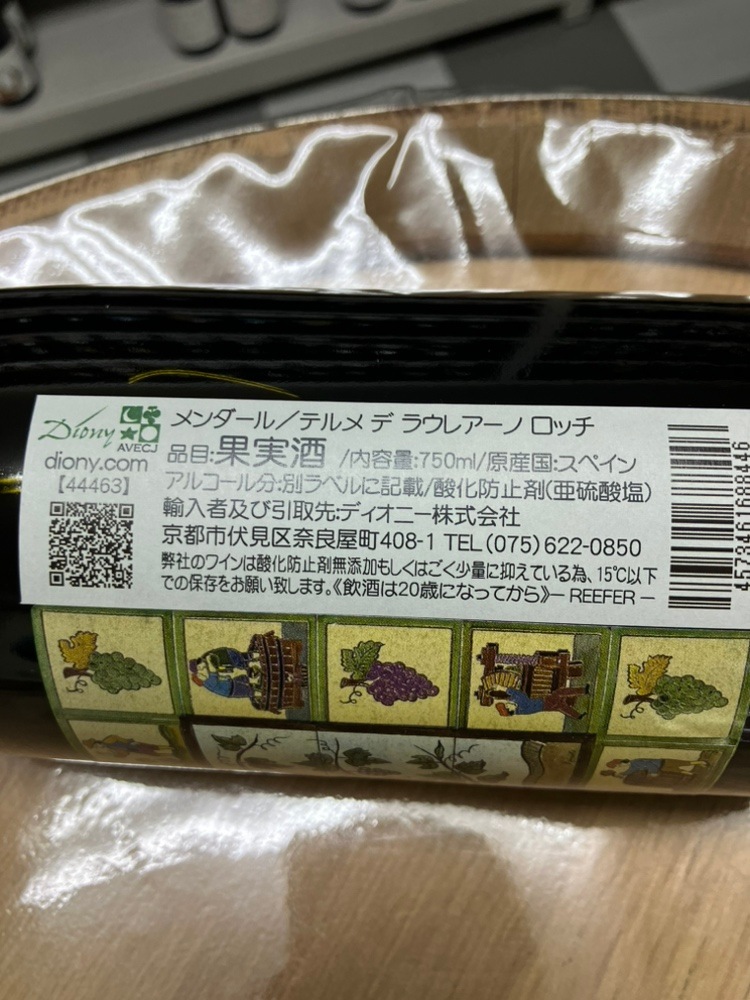 Diony
AVECJ
diony.com
【44463】
メンダール/テルメ デ ラウレアーノ ロッチ
品目:果実酒 /内容量:750ml/原産国:スペイン
アルコール分:別ラベルに記載/酸化防止剤(亜硫酸塩)
輸入者及び引取先:ディオニー株式会社
京都市伏見区奈良屋町408-1 TEL(075)622-0850
弊社のワインは酸化防止剤無添加もしくはごく少量に抑えている為、15℃以下
での保存をお願い致します。《飲酒は20歳になってから》— REEFER —
4573461688446